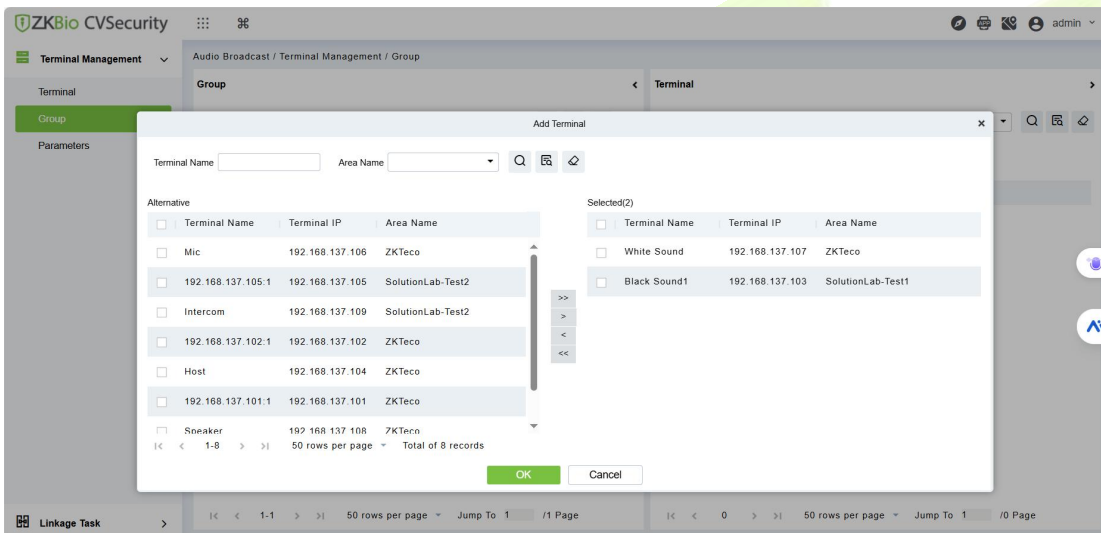 ZKBio CVSecurity
admin
Terminal Management
Audio Broadcast / Terminal Management / Group
Terminal
Group
Parameters
Group
Terminal
Add Terminal
Terminal Name
Area Name
Alternative
Terminal Name Terminal IP Area Name
Mic 192.168.137.106 ZKTeco
192.168.137.105:1 192.168.137.105 SolutionLab-Test2
Intercom 192.168.137.109 SolutionLab-Test2
192.168.137.102:1 192.168.137.102 ZKTeco
Host 192.168.137.104 ZKTeco
192.168.137.101:1 192.168.137.101 ZKTeco
Speaker 192.168.137.108 ZKTeco
1-8 50 rows per page Total of 8 records
>>
>
<
<<
Selected(2)
Terminal Name Terminal IP Area Name
White Sound 192.168.137.107 ZKTeco
Black Sound1 192.168.137.103 SolutionLab-Test1
OK Cancel
Linkage Task
1-1 50 rows per page Jump To 1 /1 Page
0 50 rows per page Jump To 1 /0 Page